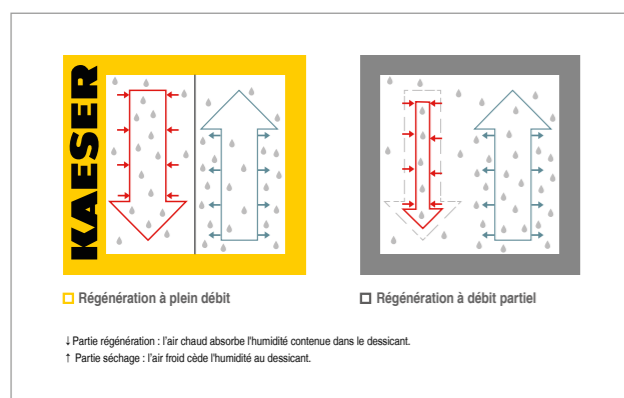 KAESER
Régénération à plein débit
Régénération à débit partiel
↓ Partie régénération : l'air chaud absorbe l'humidité contenue dans le dessicant.
↑ Partie séchage : l'air froid cède l'humidité au dessicant.